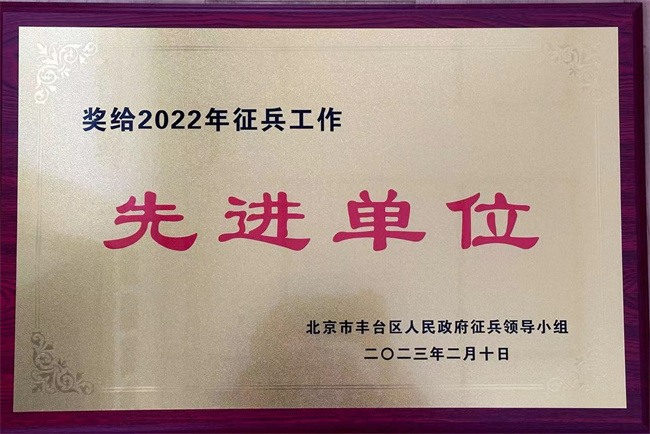 奖给2022年征兵工作
先进单位
北京市丰台区人民政府征兵领导小组
二〇二三年二月十日